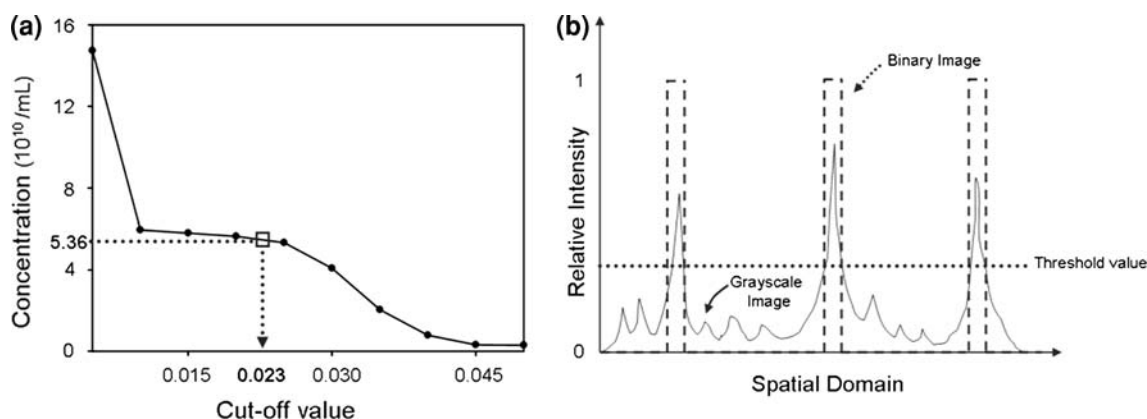 (a)
16
12
8
5.36
4
0
Concentration (10¹⁰/mL)
0.015 0.023 0.030 0.045
Cut-off value
(b)
Binary Image
1
Relative Intensity
Threshold value
Grayscale
Image
0
Spatial Domain